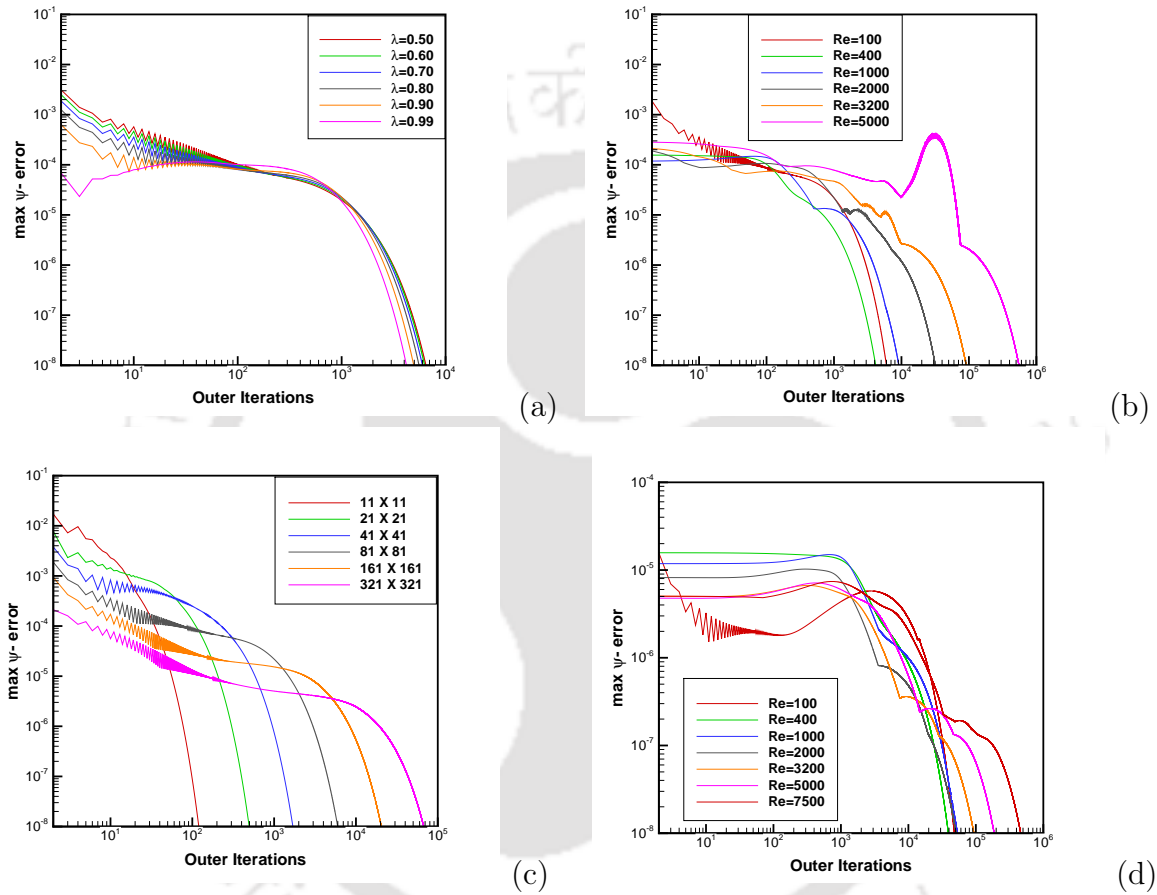 10^-1
10^-2
10^-3
10^-4
10^-5
10^-6
10^-7
10^-8
max ψ- error
λ=0.50
λ=0.60
λ=0.70
λ=0.80
λ=0.90
λ=0.99
10^1 10^2 10^3 10^4
Outer Iterations
(a)
10^-1
10^-2
10^-3
10^-4
10^-5
10^-6
10^-7
10^-8
max ψ- error
Re=100
Re=400
Re=1000
Re=2000
Re=3200
Re=5000
10^1 10^2 10^3 10^4 10^5 10^6
Outer Iterations
(b)
10^-1
10^-2
10^-3
10^-4
10^-5
10^-6
10^-7
10^-8
max ψ- error
11 X 11
21 X 21
41 X 41
81 X 81
161 X 161
321 X 321
10^1 10^2 10^3 10^4 10^5
Outer Iterations
(c)
10^-4
10^-5
10^-6
10^-7
10^-8
max ψ- error
Re=100
Re=400
Re=1000
Re=2000
Re=3200
Re=5000
Re=7500
10^1 10^2 10^3 10^4 10^5 10^6
Outer Iterations
(d)